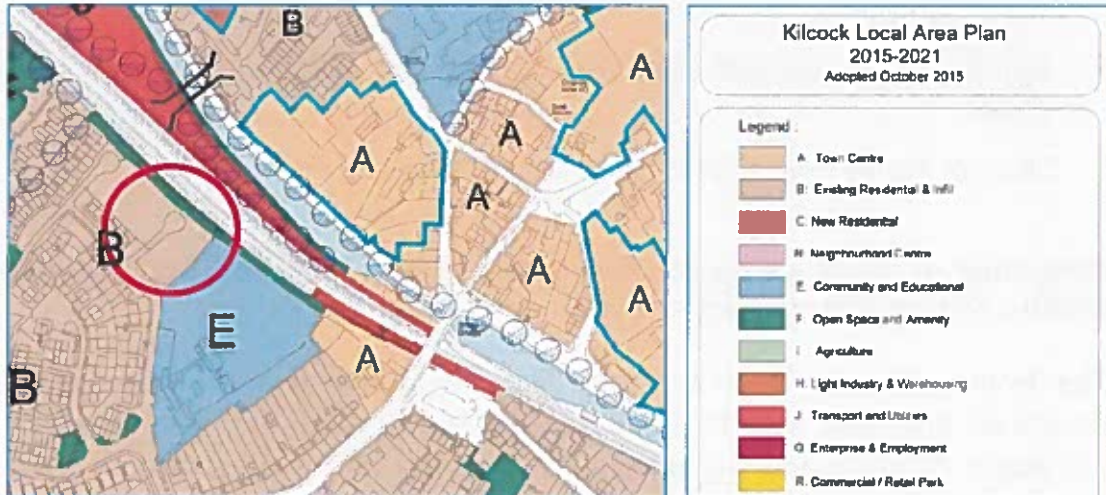 B
A
A
A
A
A
A
B
E
B
Kilcock Local Area Plan
2015-2021
Adopted October 2015
Legend :
A: Town Centre
B: Existing Residential & Infill
C: New Residential
N: Neighbourhood Centre
E: Community and Educational
F: Open Space and Amenity
I: Agriculture
H: Light Industry & Warehousing
J: Transport and Utilities
Q: Enterprise & Employment
R: Commercial / Retail Park